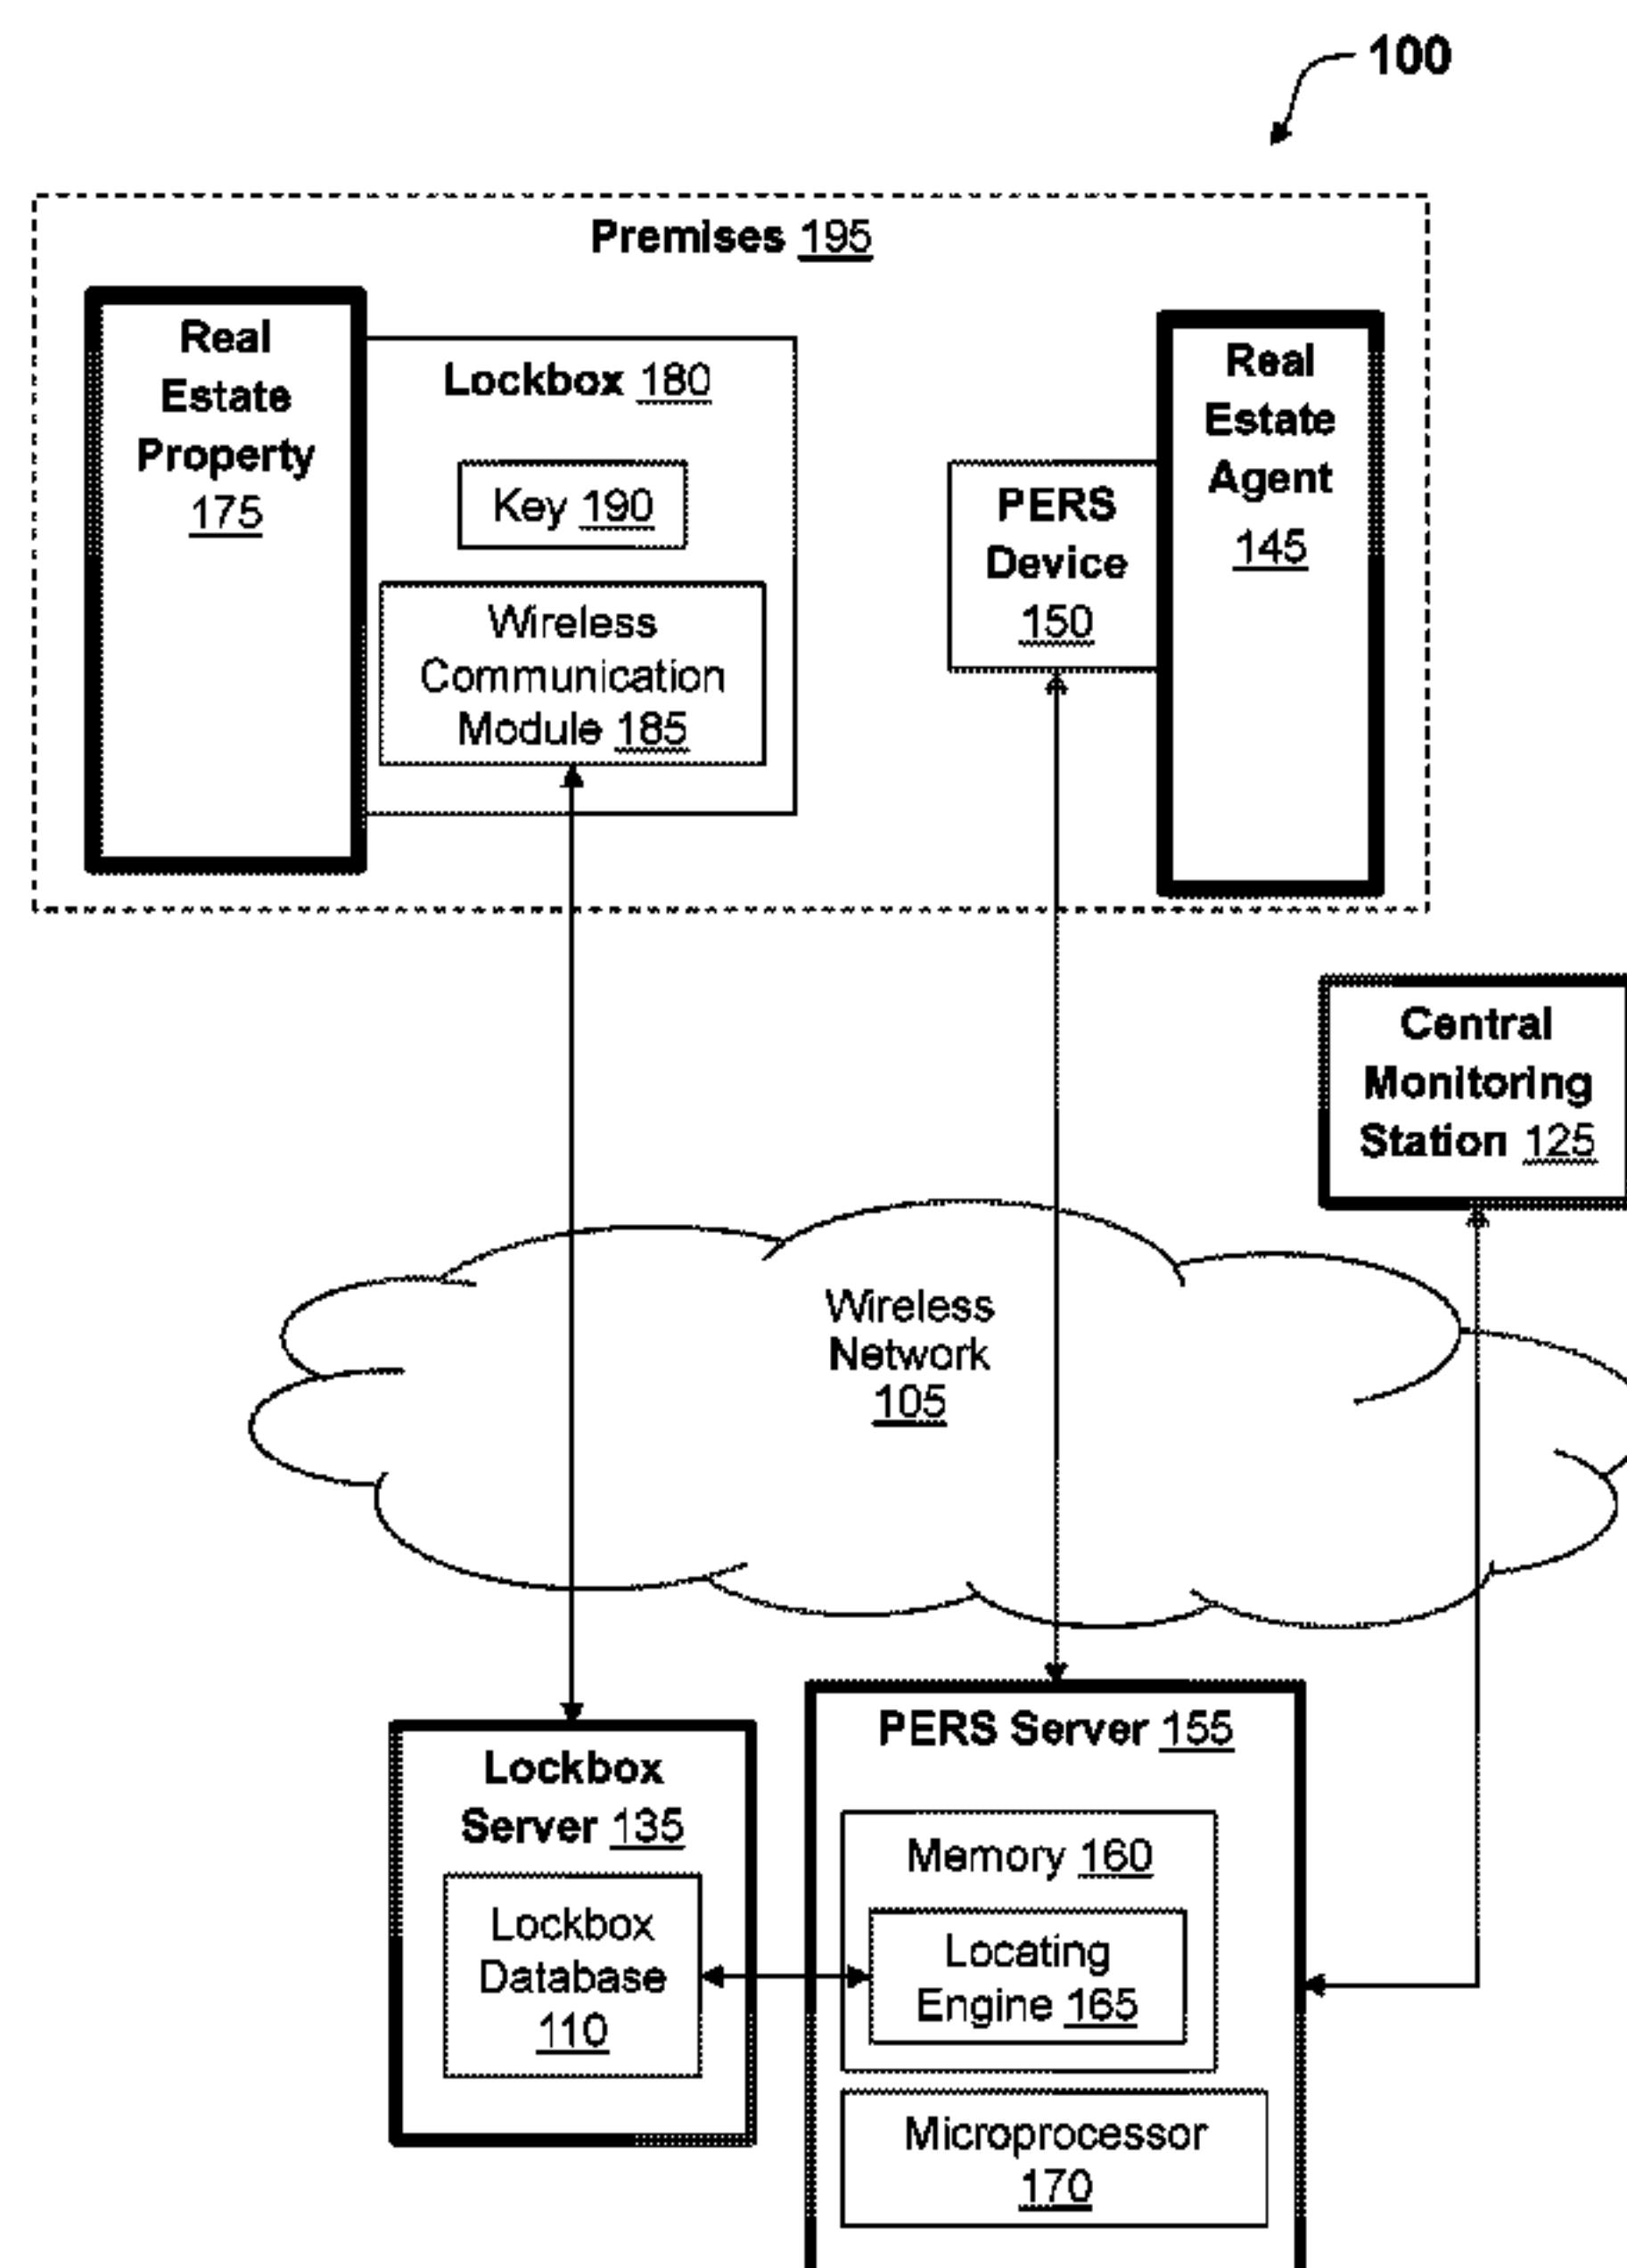 100
Premises 195
Real
Estate
Property
175
Lockbox 180
Key 190
Wireless
Communication
Module 185
PERS
Device
150
Real
Estate
Agent
145
Central
Monitoring
Station 125
Wireless
Network
105
Lockbox
Server 135
Lockbox
Database
110
PERS Server 155
Memory 160
Locating
Engine 165
Microprocessor
170